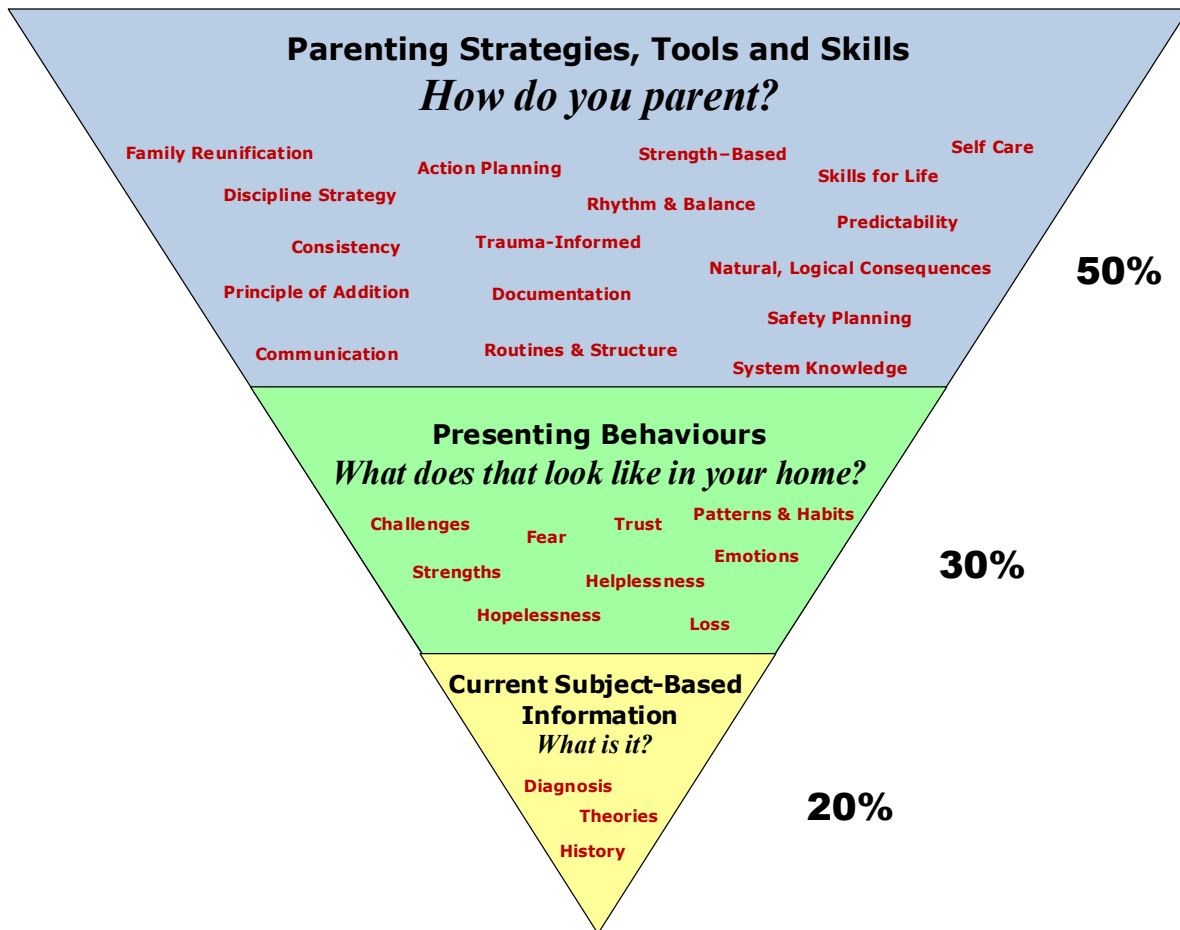 Parenting Strategies, Tools and Skills
How do you parent?
Family Reunification
Action Planning
Strength–Based
Self Care
Skills for Life
Discipline Strategy
Rhythm & Balance
Predictability
Consistency
Trauma-Informed
Natural, Logical Consequences
50%
Principle of Addition
Documentation
Safety Planning
Communication
Routines & Structure
System Knowledge
Presenting Behaviours
What does that look like in your home?
Challenges
Fear
Trust
Patterns & Habits
Emotions
30%
Strengths
Helplessness
Hopelessness
Loss
Current Subject-Based
Information
What is it?
Diagnosis
Theories
20%
History